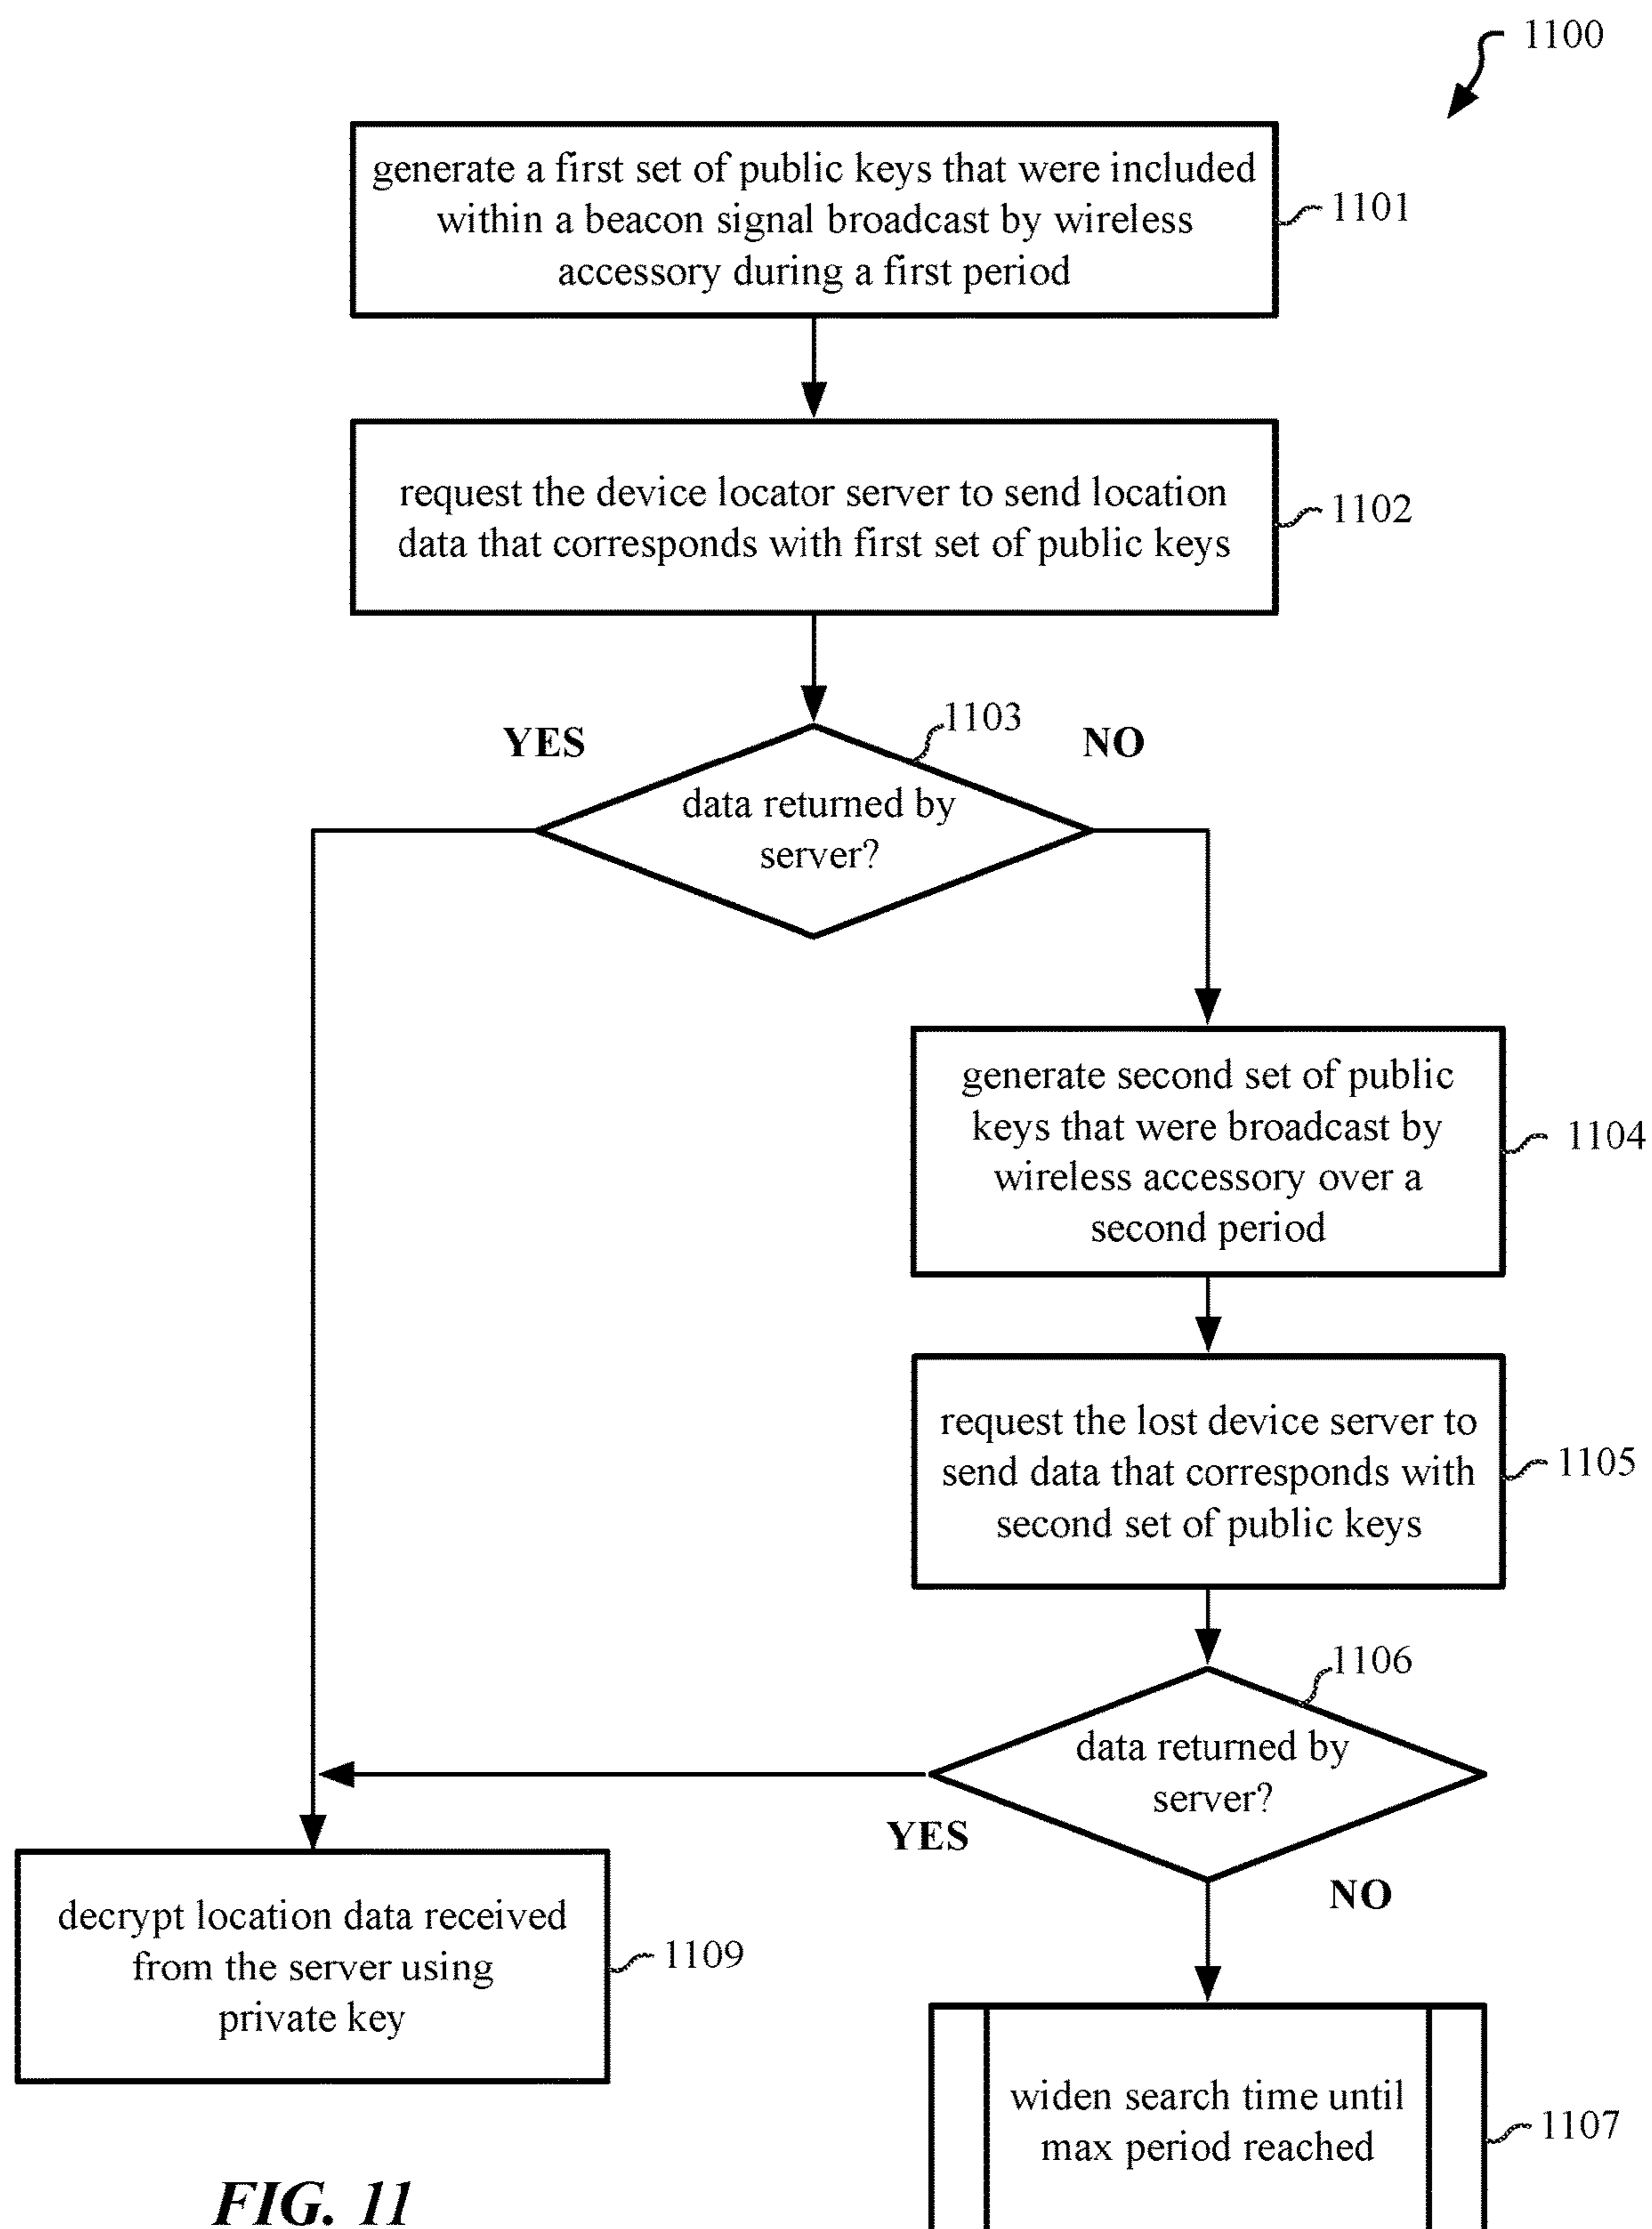 1100
generate a first set of public keys that were included
within a beacon signal broadcast by wireless
accessory during a first period
1101
request the device locator server to send location
data that corresponds with first set of public keys
1102
1103
YES
NO
data returned by
server?
generate second set of public
keys that were broadcast by
wireless accessory over a
second period
1104
request the lost device server to
send data that corresponds with
second set of public keys
1105
1106
data returned by
server?
YES
NO
decrypt location data received
from the server using
private key
1109
widen search time until
max period reached
1107
FIG. 11